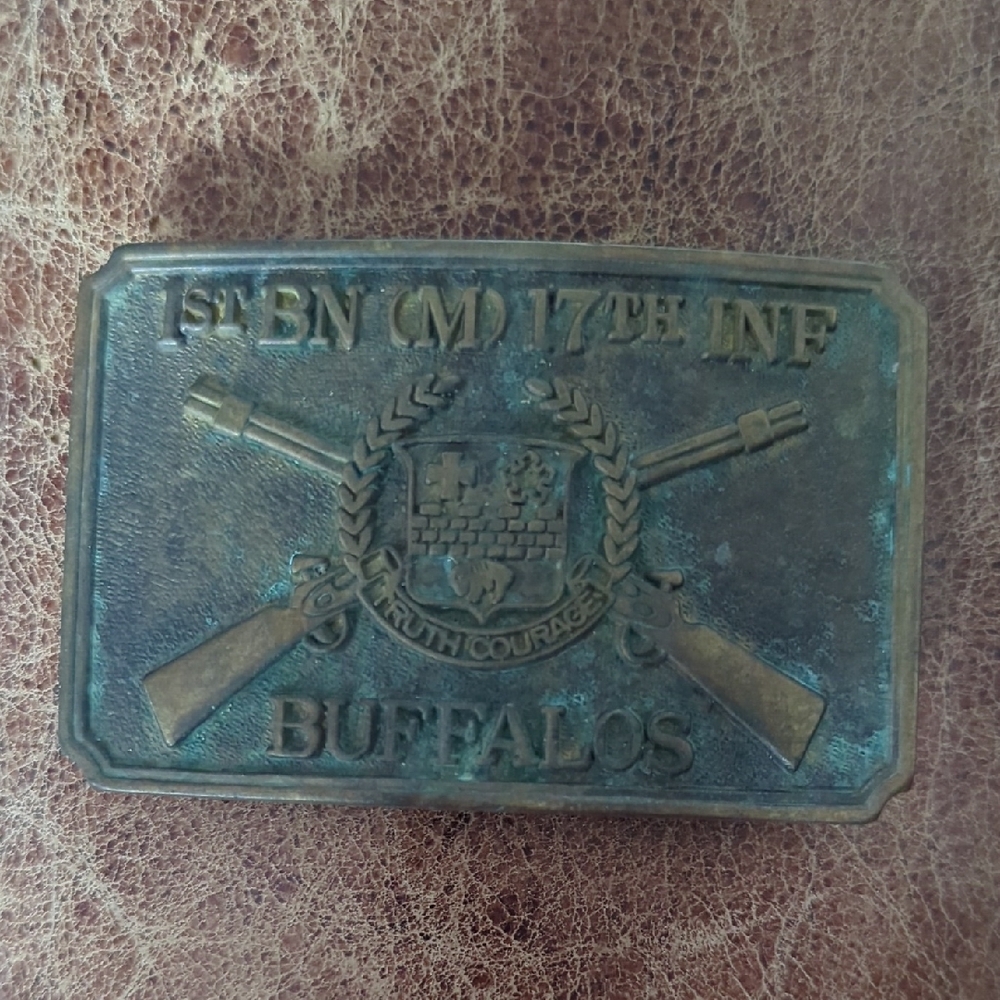 1ST BN (M) 17TH INF
TRUTH COURAGE
BUFFALOS